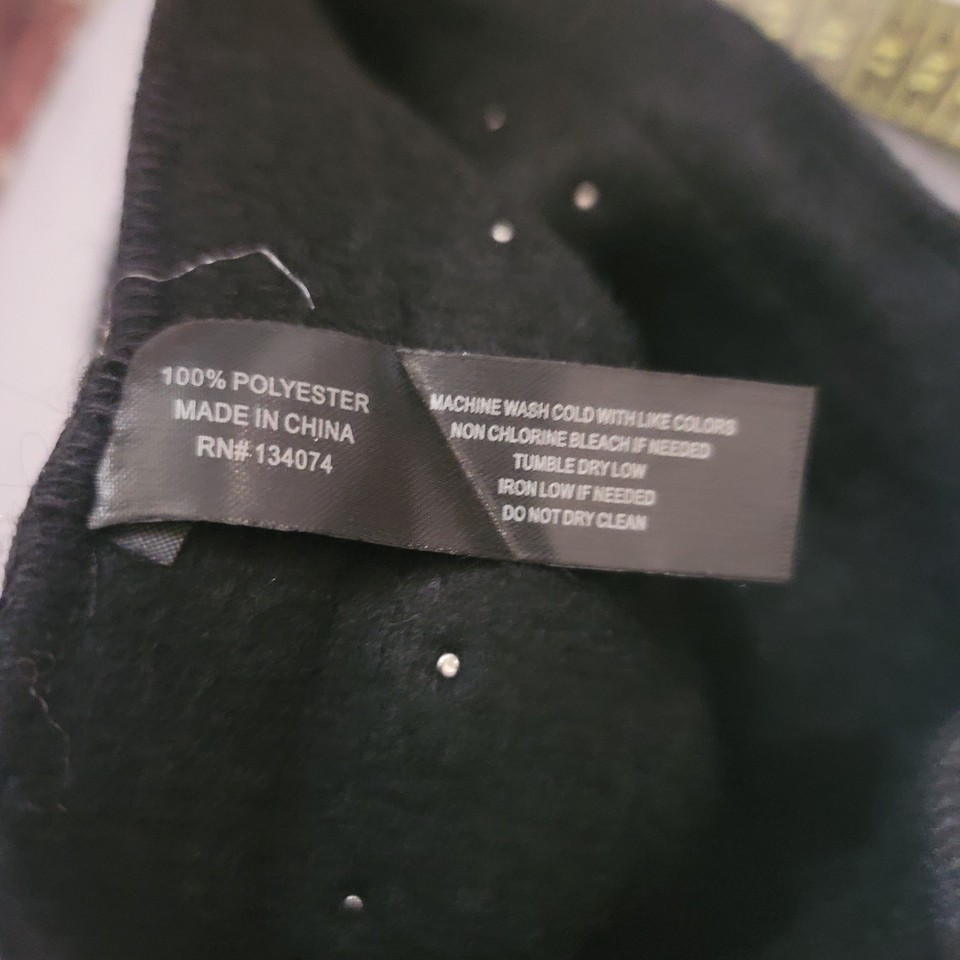 100% POLYESTER
MADE IN CHINA
RN# 134074
MACHINE WASH COLD WITH LIKE COLORS
NON CHLORINE BLEACH IF NEEDED
TUMBLE DRY LOW
IRON LOW IF NEEDED
DO NOT DRY CLEAN